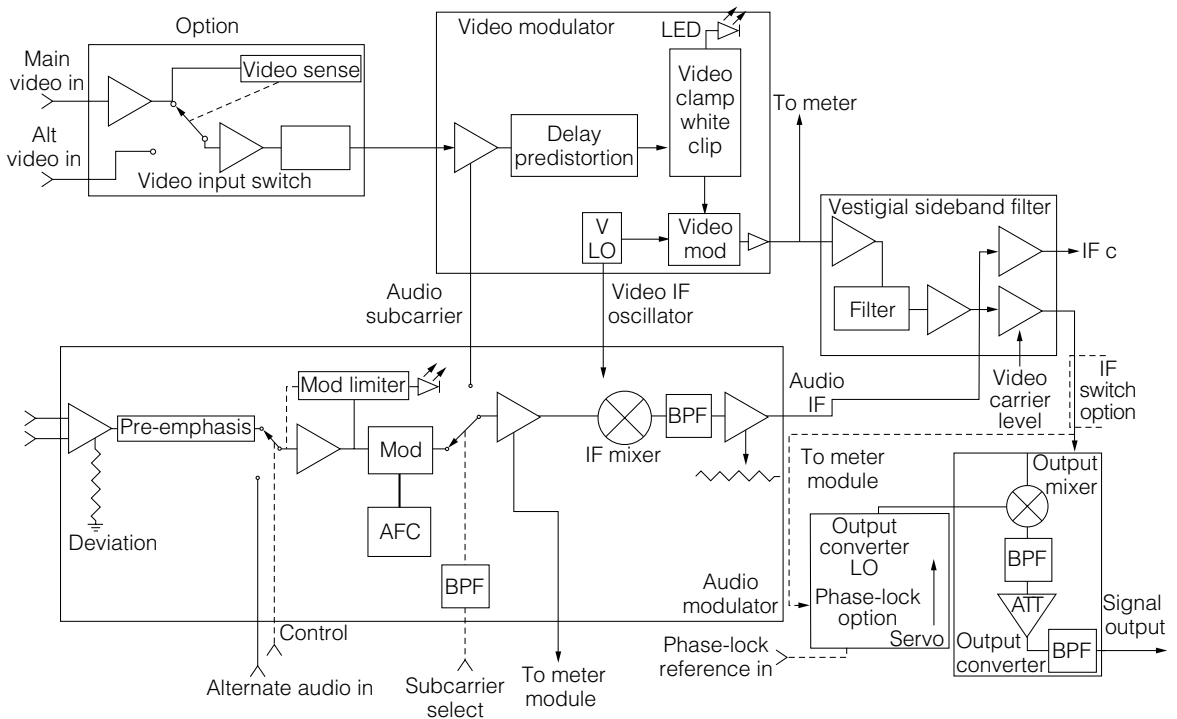 Option
Main
video in
Video sense
Alt
video in
Video input switch
Video modulator
LED
Video
clamp
white
clip
Delay
predistortion
To meter
V
LO
Video
mod
Vestigial sideband filter
IF c
Filter
Audio
subcarrier
Video IF
oscillator
Video
carrier
level
IF
switch
option
Audio
IF
Mod limiter
Pre-emphasis
Mod
AFC
Deviation
IF mixer
BPF
BPF
Audio
modulator
Control
Alternate audio in
Subcarrier
select
To meter
module
To meter
module
Output
mixer
Output
converter
LO
Phase-lock
option
Servo
Phase-lock
reference in
BPF
ATT
Output
converter
BPF
Signal
output